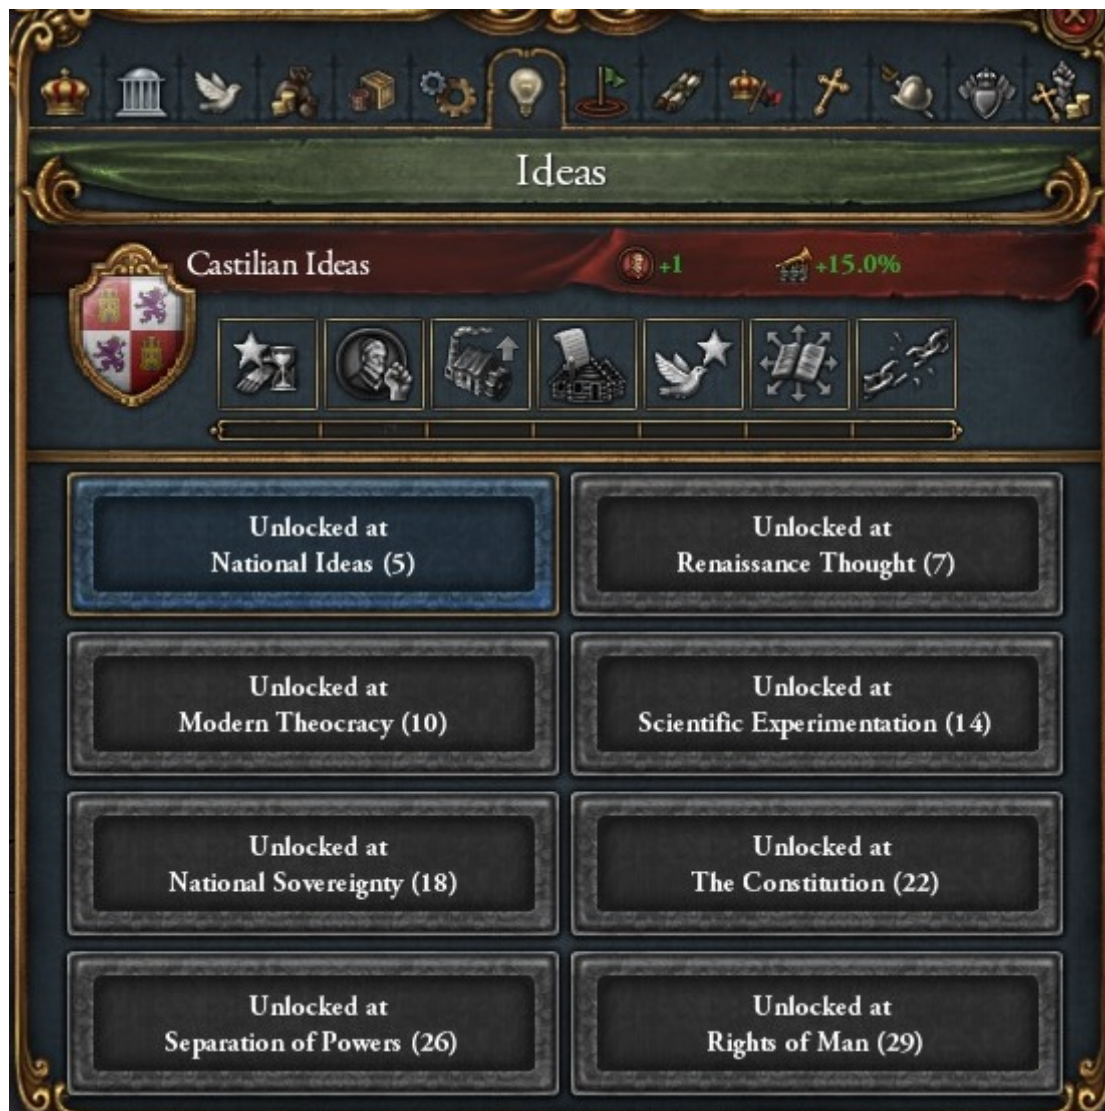 Ideas
Castilian Ideas +1 +15.0%
Unlocked at
National Ideas (5)
Unlocked at
Renaissance Thought (7)
Unlocked at
Modern Theocracy (10)
Unlocked at
Scientific Experimentation (14)
Unlocked at
National Sovereignty (18)
Unlocked at
The Constitution (22)
Unlocked at
Separation of Powers (26)
Unlocked at
Rights of Man (29)